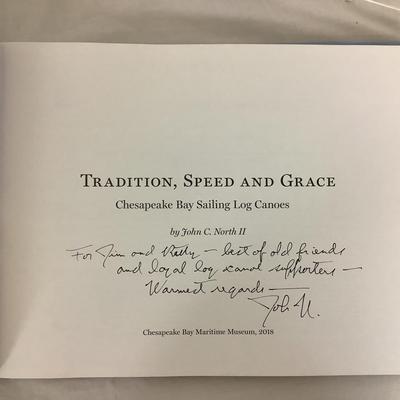 TRADITION, SPEED AND GRACE
Chesapeake Bay Sailing Log Canoes
by John C. North II
For Jim and Kathy – best of old friends
and loyal log canoe supporters –
Warmest regards –
John N.
Chesapeake Bay Maritime Museum, 2018